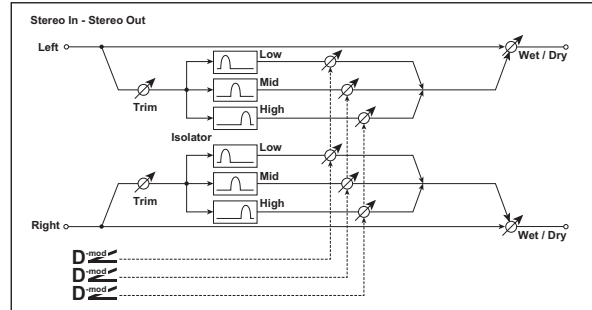 Stereo In - Stereo Out
Left
Low
Wet / Dry
Mid
Trim
High
Isolator
Low
Trim
Mid
High
Right
Wet / Dry
D-mod
D-mod
D-mod